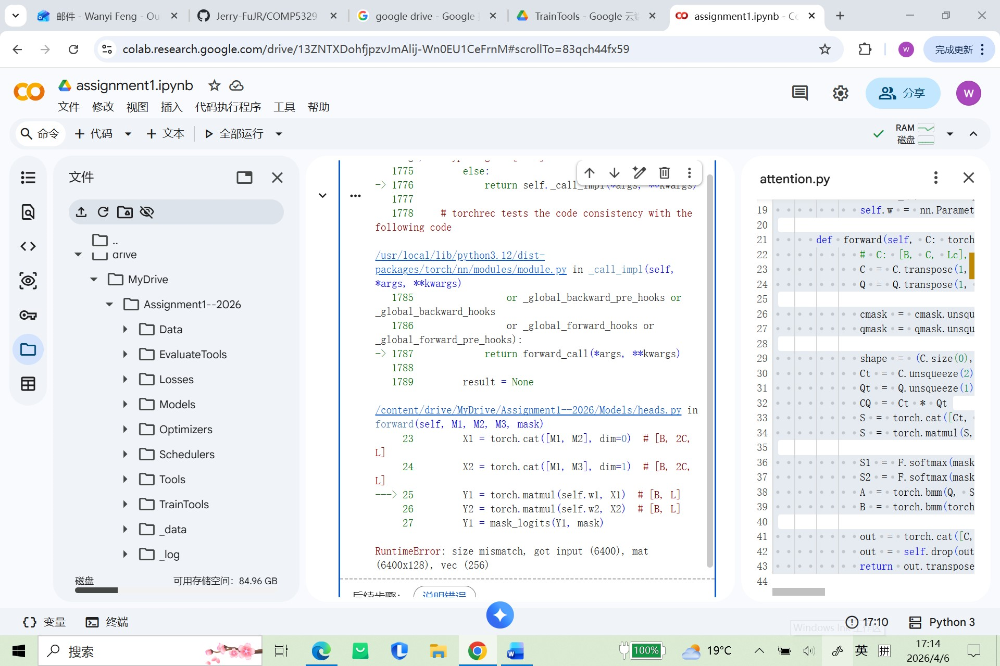 邮件 - Wanyi Feng - Ou
Jerry-FuJR/COMP5329
google drive - Google
TrainTools - Google 云
assignment1.ipynb - Co
colab.research.google.com/drive/13ZNTXDohfjpzvJmAlij-Wn0EU1CeFrnM#scrollTo=83qch44fx59
W
完成更新
assignment1.ipynb
文件 修改 视图 插入 代码执行程序 工具 帮助
分享
W
命令 + 代码 + 文本 全部运行
RAM
磁盘
文件
..
drive
MyDrive
Assignment1--2026
Data
EvaluateTools
Losses
Models
Optimizers
Schedulers
Tools
TrainTools
_data
_log
磁盘 可用存储空间: 84.96 GB
1775 else:
-> 1776 return self._call_impl(*args, **kwargs)
1777
1778 # torchrec tests the code consistency with the
following code
/usr/local/lib/python3.12/dist-
packages/torch/nn/modules/module.py in _call_impl(self,
*args, **kwargs)
1785 or _global_backward_pre_hooks or
_global_backward_hooks
1786 or _global_forward_hooks or
_global_forward_pre_hooks):
-> 1787 return forward_call(*args, **kwargs)
1788
1789 result = None
/content/drive/MyDrive/Assignment1--2026/Models/heads.py in
forward(self, M1, M2, M3, mask)
23 X1 = torch.cat([M1, M2], dim=0) # [B, 2C,
L]
24 X2 = torch.cat([M1, M3], dim=1) # [B, 2C,
L]
---> 25 Y1 = torch.matmul(self.w1, X1) # [B, L]
26 Y2 = torch.matmul(self.w2, X2) # [B, L]
27 Y1 = mask_logits(Y1, mask)
RuntimeError: size mismatch, got input (6400), mat
(6400x128), vec (256)
后续步骤: 说明错误
attention.py
19 self.w = nn.Paramet
20
21 def forward(self, C: torch
22 # C: [B, C, Lc],
23 C = C.transpose(1,
24 Q = Q.transpose(1,
25
26 cmask = cmask.unsqu
27 qmask = qmask.unsqu
28
29 shape = (C.size(0),
30 Ct = C.unsqueeze(2)
31 Qt = Q.unsqueeze(1)
32 CQ = Ct * Qt
33 S = torch.cat([Ct,
34 S = torch.matmul(S,
35
36 S1 = F.softmax(mask
37 S2 = F.softmax(mask
38 A = torch.bmm(Q, S
39 B = torch.bmm(torch
40
41 out = torch.cat([C,
42 out = self.drop(out
43 return out.transpose
44
变量 终端
17:10 Python 3
Windows Ink 工作区
搜索
100%
19°C
英
拼
17:14
2026/4/6